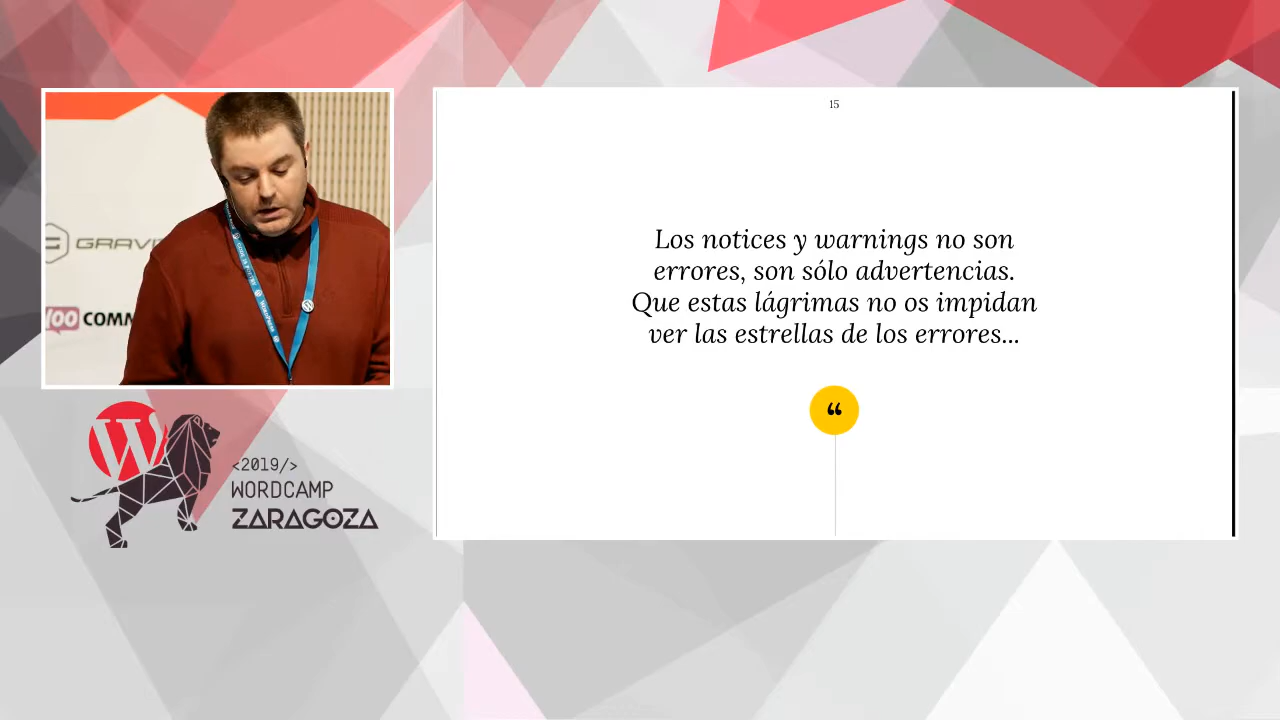 15
Los notices y warnings no son
errores, son sólo advertencias.
Que estas lágrimas no os impidan
ver las estrellas de los errores...
“
GRAVI
WOO COMM
<2019/>
WORDCAMP
ZARAGOZA